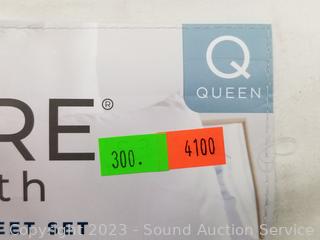 Q
QUEEN
RE®
300. 4100
th
EET SET
Copyright 2023 - Sound Auction Service